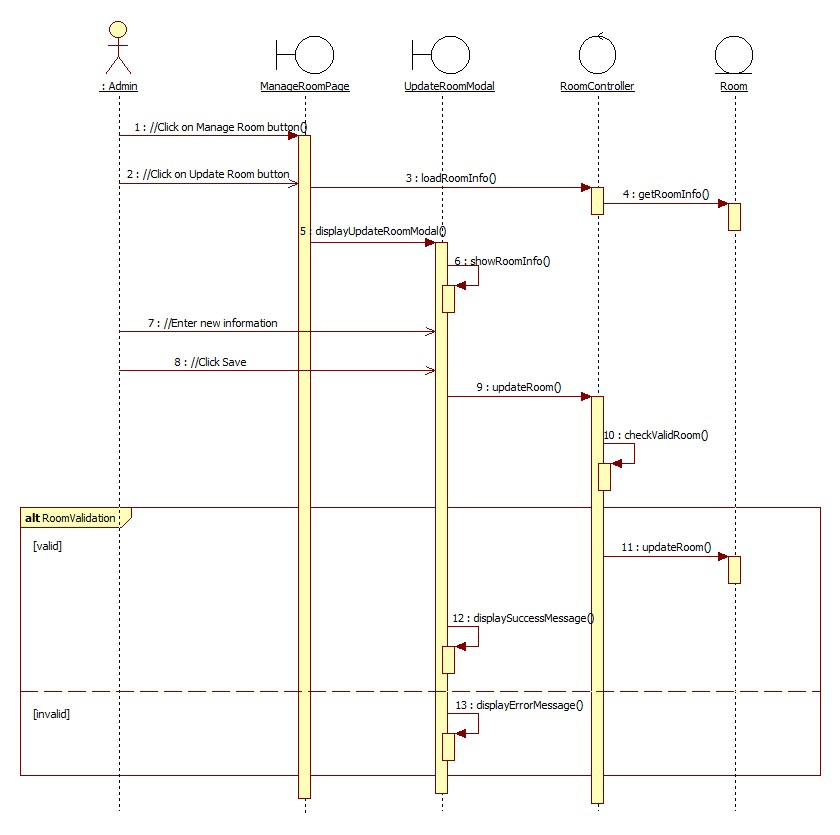 : Admin
ManageRoomPage
UpdateRoomModal
RoomController
Room
1 : //Click on Manage Room button()
2 : //Click on Update Room button
3 : loadRoomInfo()
4 : getRoomInfo()
5 : displayUpdateRoomModal()
6 : showRoomInfo()
7 : //Enter new information
8 : //Click Save
9 : updateRoom()
10 : checkValidRoom()
alt RoomValidation
[valid]
11 : updateRoom()
12 : displaySuccessMessage()
[invalid]
13 : displayErrorMessage()